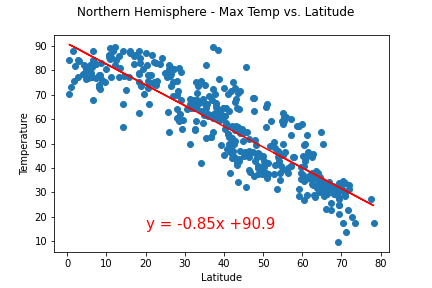 Northern Hemisphere - Max Temp vs. Latitude
90
80
70
60
50
40
30
20
10
Temperature
y = -0.85x +90.9
0 10 20 30 40 50 60 70 80
Latitude